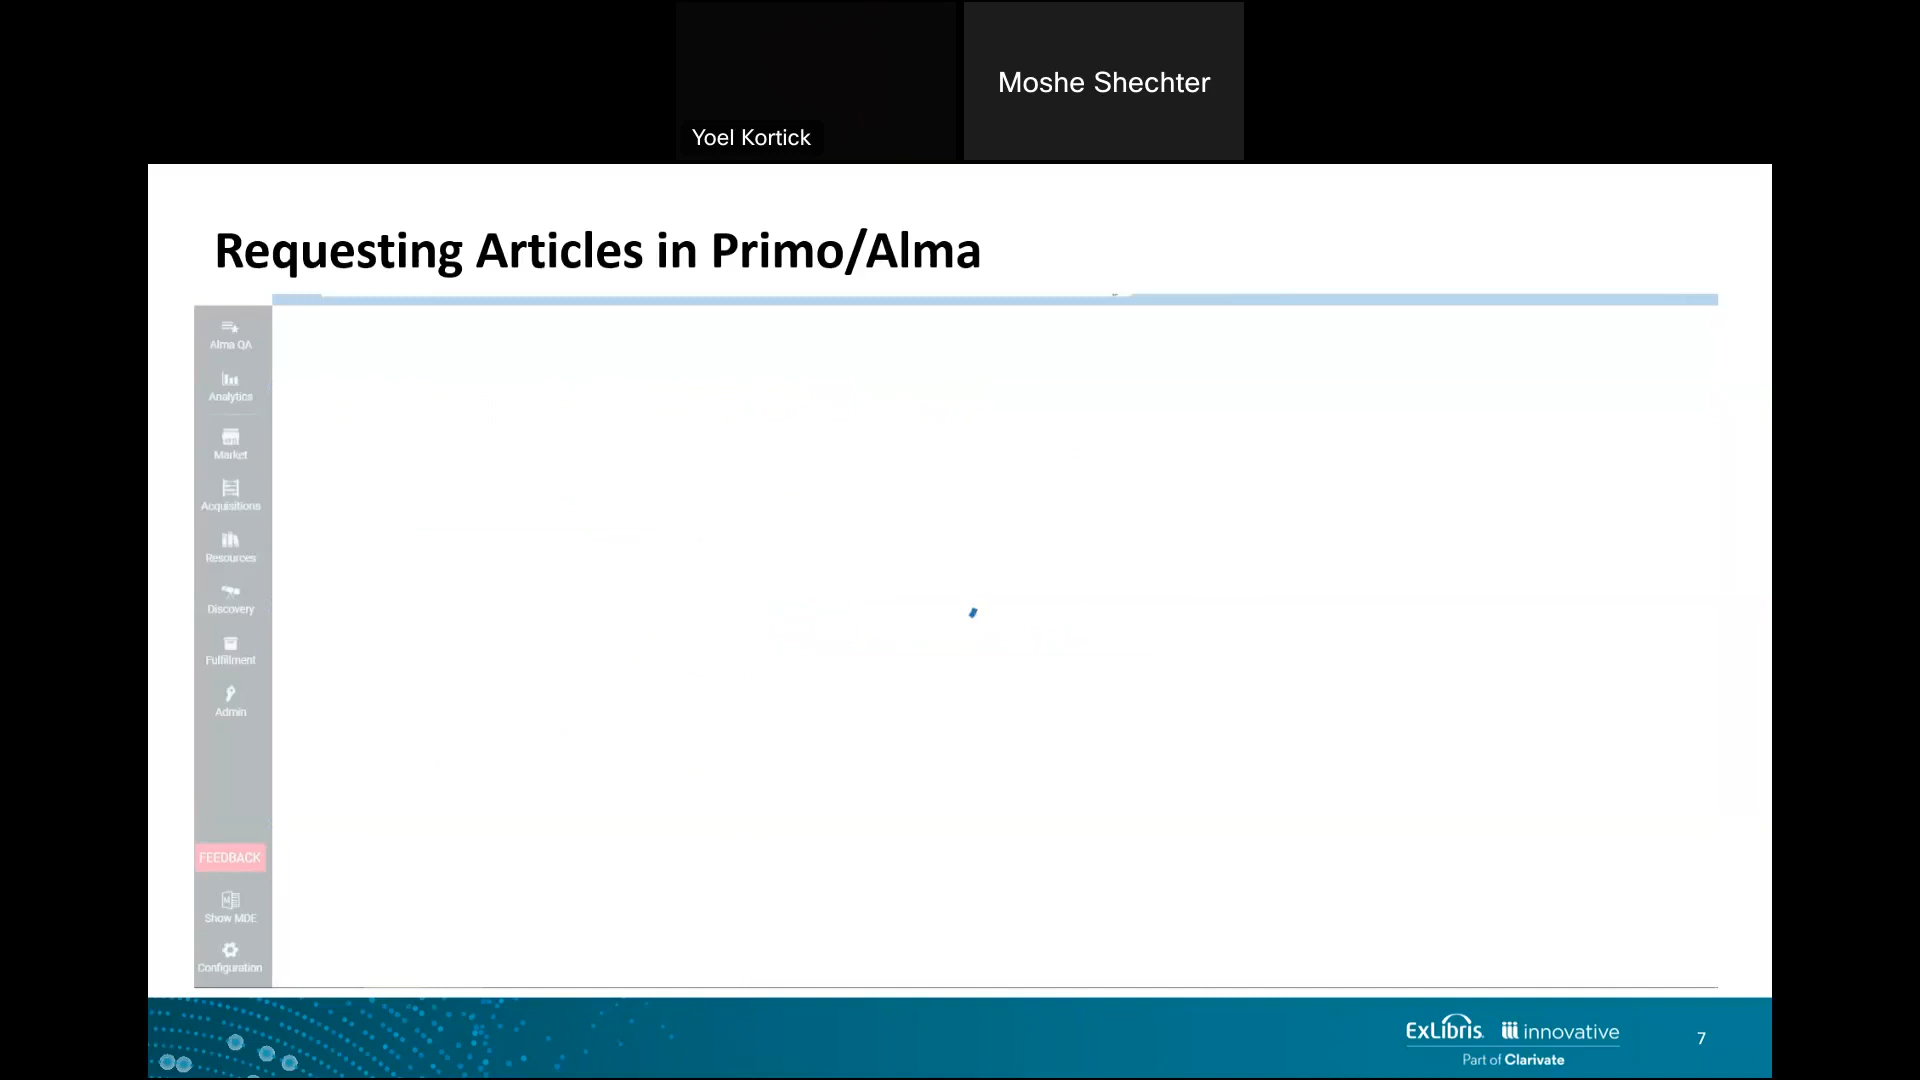 Moshe Shechter
Yoel Kortick
Requesting Articles in Primo/Alma
Alma QA
Analytics
Market
Acquisitions
Resources
Discovery
Fulfillment
Admin
FEEDBACK
Show MDE
Configuration
ExLibris iii innovative
Part of Clarivate
7